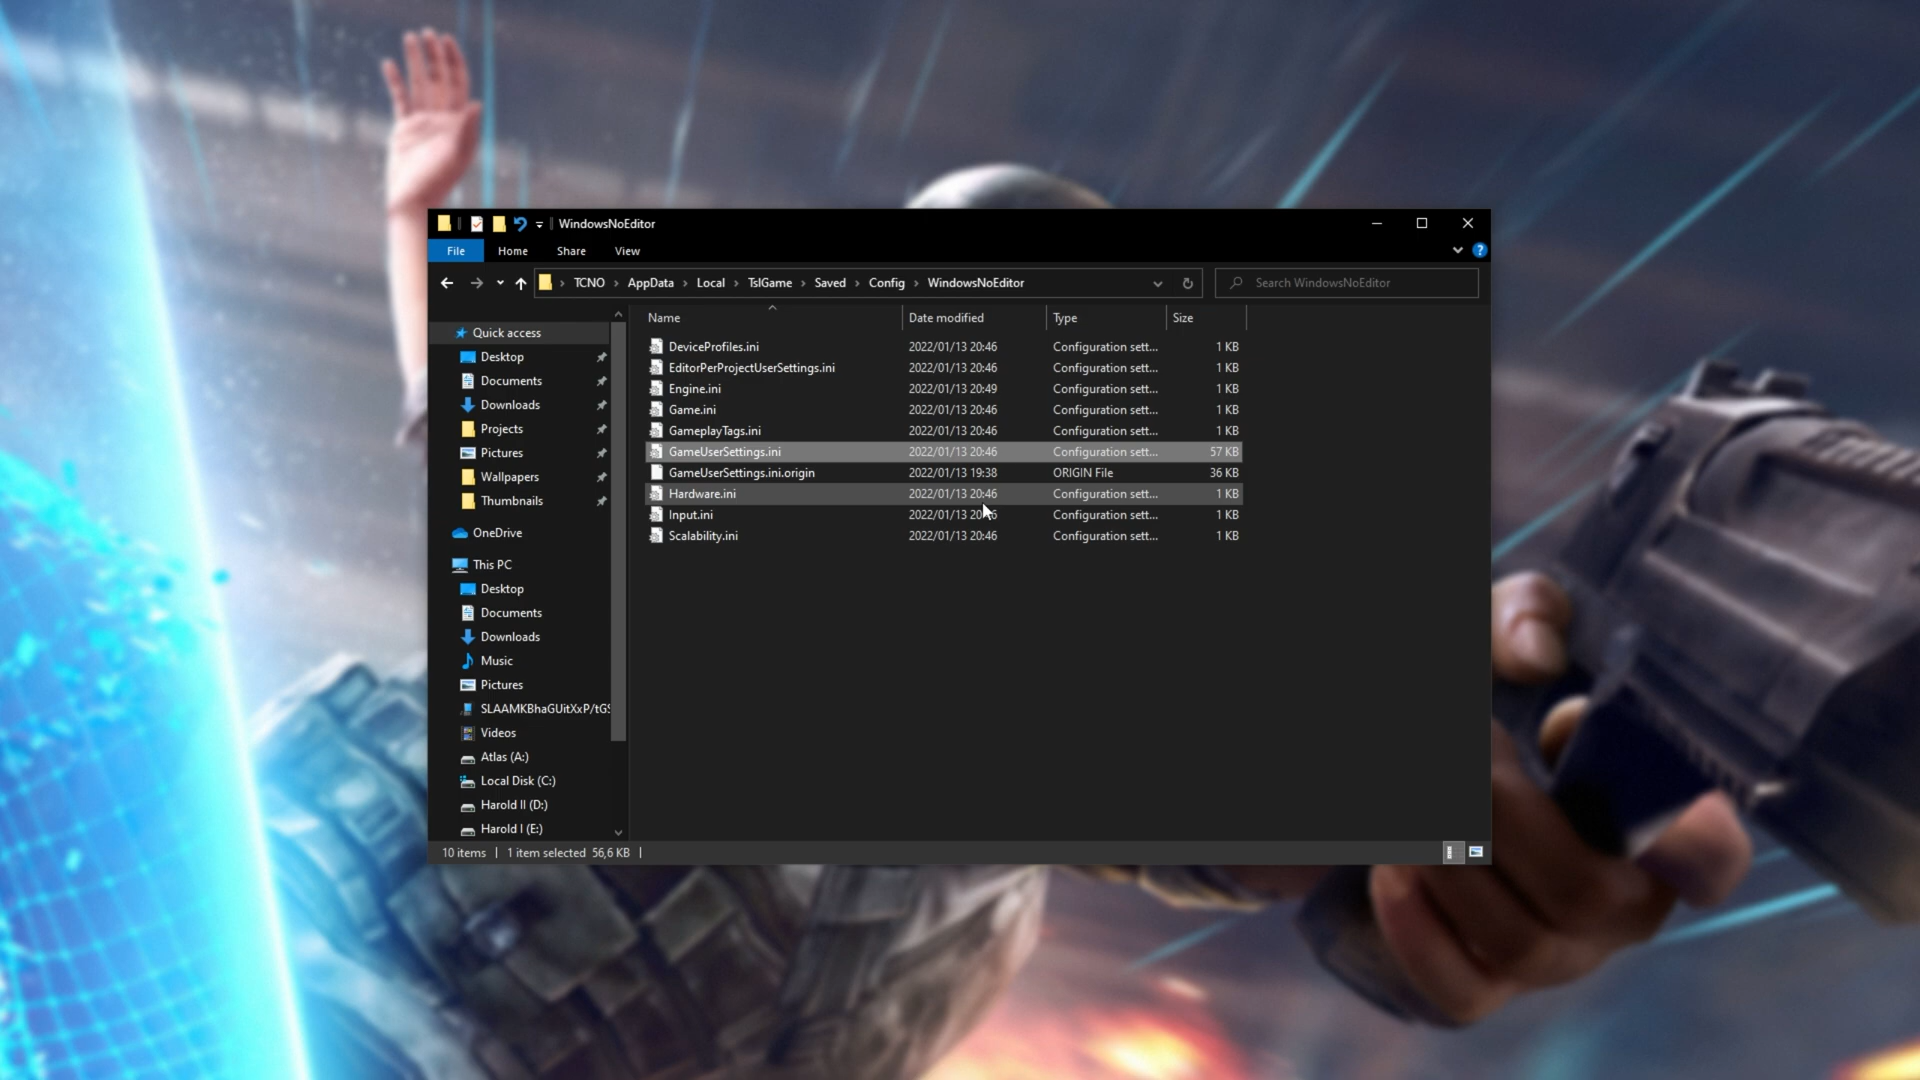 WindowsNoEditor
File Home Share View
TCNO > AppData > Local > TslGame > Saved > Config > WindowsNoEditor
Search WindowsNoEditor
Name Date modified Type Size
Quick access
Desktop
Documents
Downloads
Projects
Pictures
Wallpapers
Thumbnails
OneDrive
This PC
Desktop
Documents
Downloads
Music
Pictures
SLAAMKBhaGUitXxP/tGS
Videos
Atlas (A:)
Local Disk (C:)
Harold II (D:)
Harold I (E:)
DeviceProfiles.ini 2022/01/13 20:46 Configuration sett... 1 KB
EditorPerProjectUserSettings.ini 2022/01/13 20:46 Configuration sett... 1 KB
Engine.ini 2022/01/13 20:49 Configuration sett... 1 KB
Game.ini 2022/01/13 20:46 Configuration sett... 1 KB
GameplayTags.ini 2022/01/13 20:46 Configuration sett... 1 KB
GameUserSettings.ini 2022/01/13 20:46 Configuration sett... 57 KB
GameUserSettings.ini.origin 2022/01/13 19:38 ORIGIN File 36 KB
Hardware.ini 2022/01/13 20:46 Configuration sett... 1 KB
Input.ini 2022/01/13 Configuration sett... 1 KB
Scalability.ini 2022/01/13 20:46 Configuration sett... 1 KB
10 items | 1 item selected 56,6 KB |